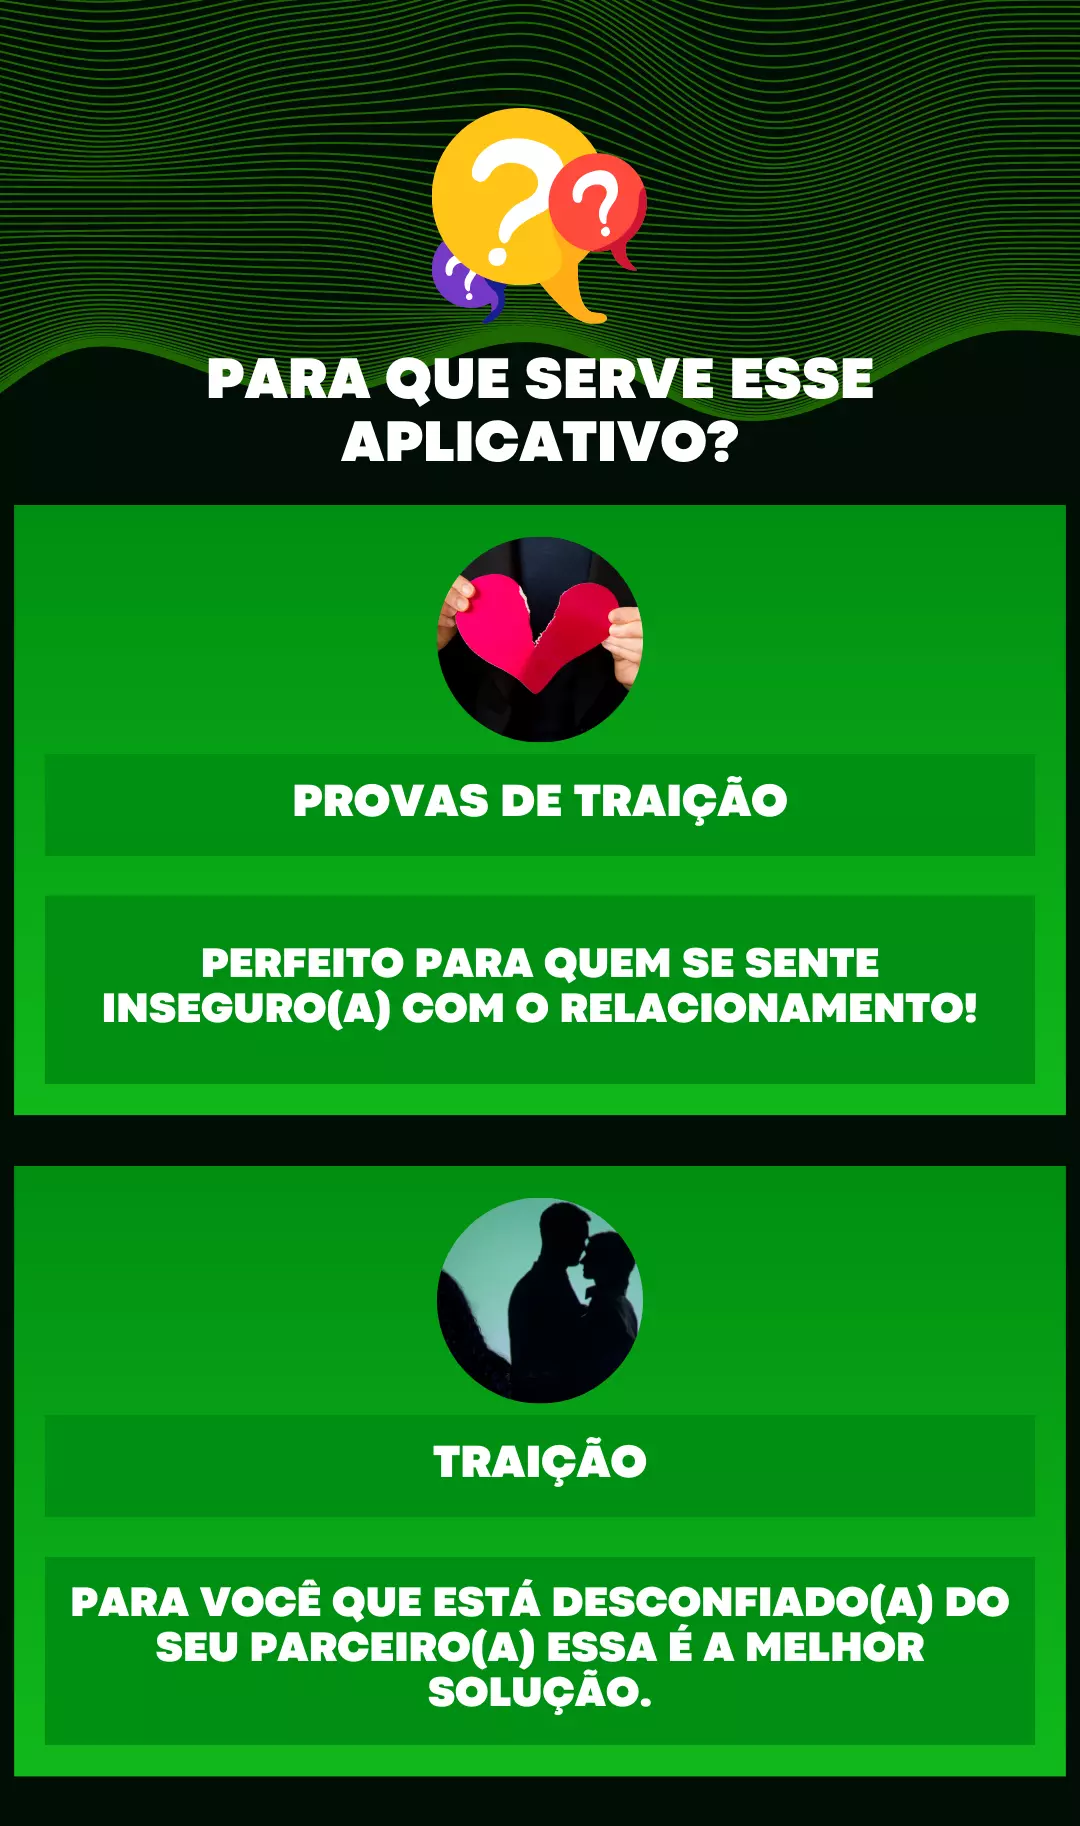 PARA QUE SERVE ESSE
APLICATIVO?
PROVAS DE TRAIÇÃO
PERFEITO PARA QUEM SE SENTE
INSEGURO(A) COM O RELACIONAMENTO!
TRAIÇÃO
PARA VOCÊ QUE ESTÁ DESCONFIADO(A) DO
SEU PARCEIRO(A) ESSA É A MELHOR
SOLUÇÃO.